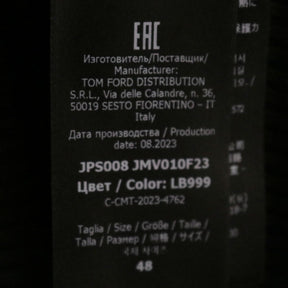 EAC
Изготовитель/Поставщик/
Manufacturer:
TOM FORD DISTRIBUTION
S.R.L., Via delle Calandre, n. 36,
50019 SESTO FIORENTINO – IT
Italy
Дата производства / Production
date: 08.2023
JPS008 JMV010F23
Цвет / Color: LB999
C-CMT-2023-4762
Taglia / Size / Größe / Taille /
Talla / Размер / 규격 / サイズ /
48